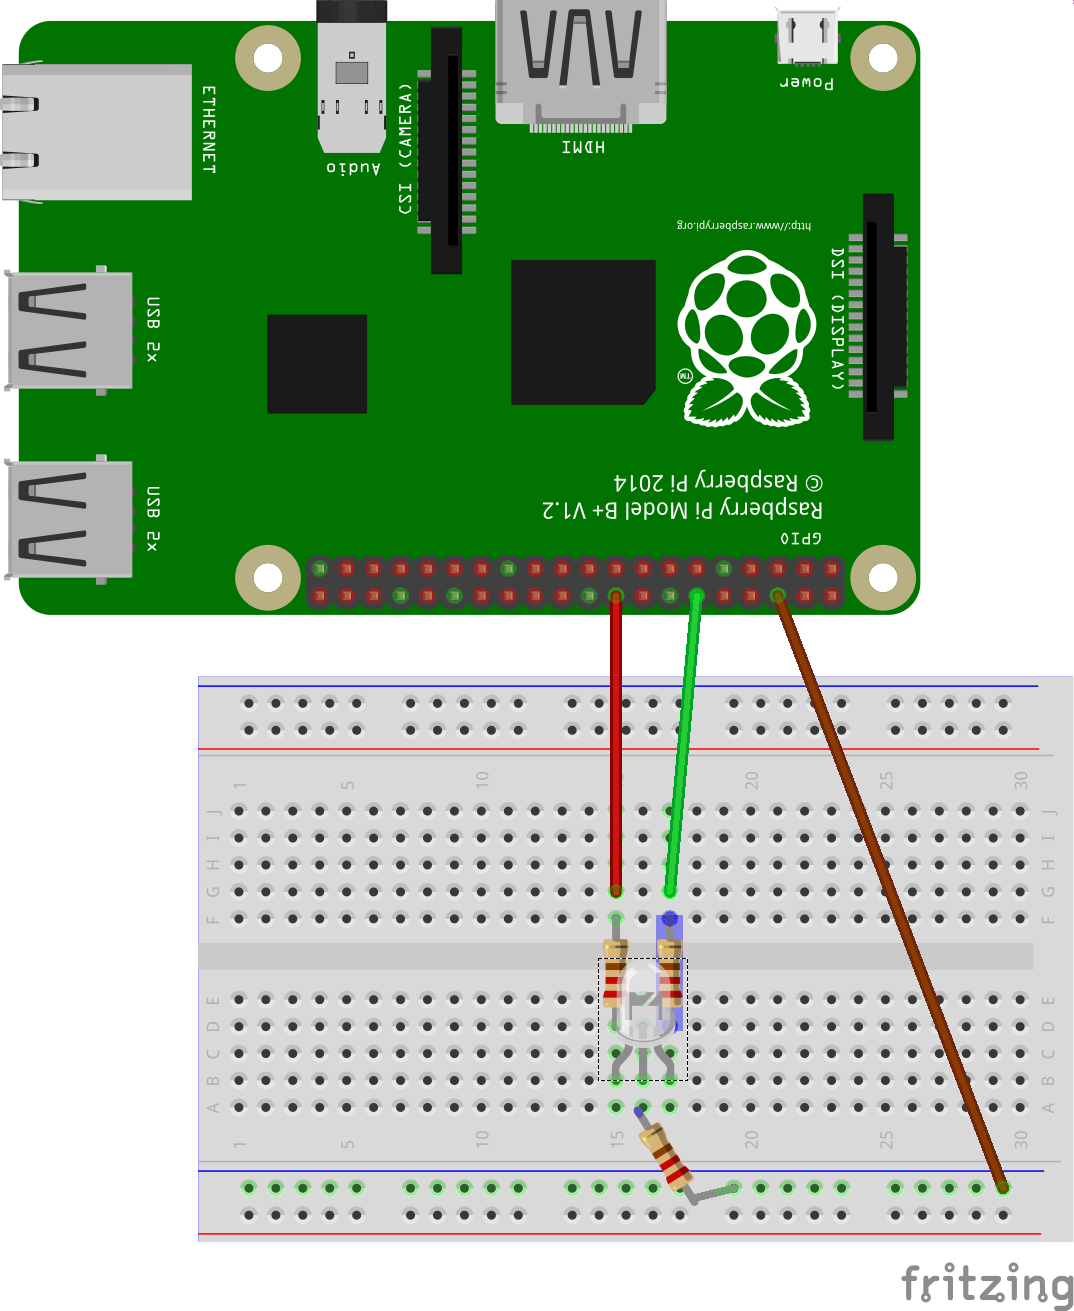 Power
ETHERNET
Audio
CSI (CAMERA)
HDMI
http://www.raspberrypi.org
DSI (DISPLAY)
USB 2x
TM
© Raspberry Pi 2014
Raspberry Pi Model B+ V1.2
USB 2x
GPIO
1 5 10 20 25 30
J J
I I
H H
G G
F F
E E
D D
C C
B B
A A
1 5 10 15 20 25 30
fritzing